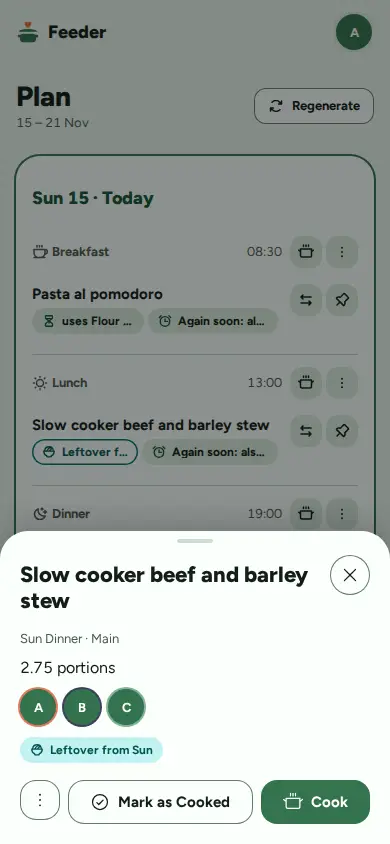 Feeder
A
Plan
15 – 21 Nov
Regenerate
Sun 15 · Today
Breakfast
08:30
Pasta al pomodoro
uses Flour ...
Again soon: al...
Lunch
13:00
Slow cooker beef and barley stew
Leftover f...
Again soon: als...
Dinner
19:00
Slow cooker beef and barley
stew
Sun Dinner · Main
2.75 portions
A B C
Leftover from Sun
Mark as Cooked
Cook